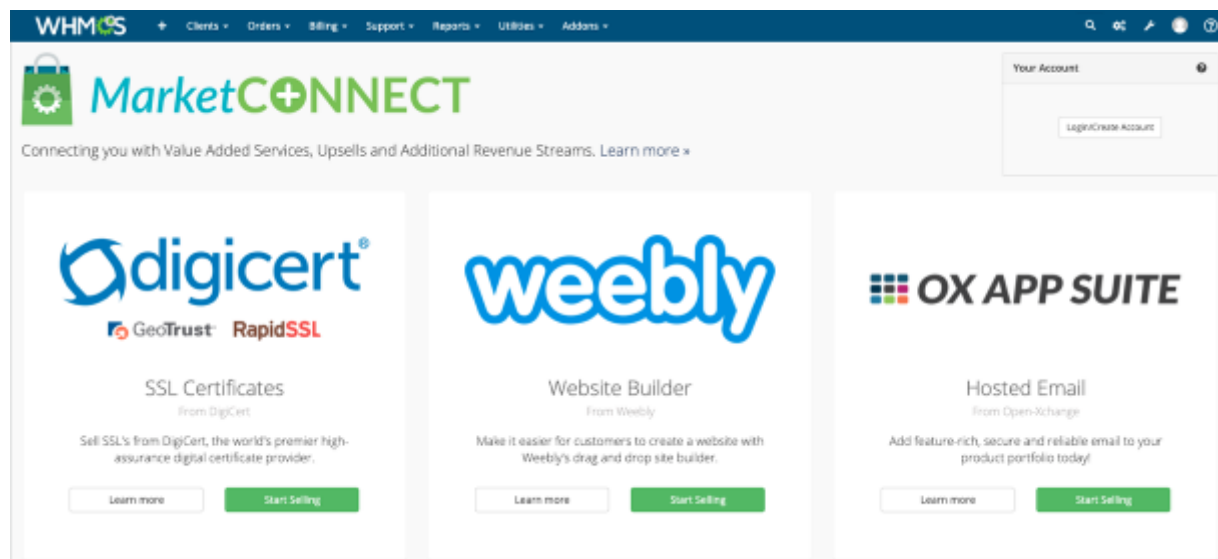 WHMCS + Clients Orders Billing Support Reports Utilities Addons
MarketCONNECT
Your Account
Login/Create Account
Connecting you with Value Added Services, Upsells and Additional Revenue Streams. Learn more »
digicert®
GeoTrust RapidSSL
SSL Certificates
From DigiCert
Sell SSL's from DigiCert, the world's premier high-
assurance digital certificate provider.
Learn more Start Selling
weebly
Website Builder
From Weebly
Make it easier for customers to create a website with
Weebly's drag and drop site builder.
Learn more Start Selling
OX APP SUITE
Hosted Email
From Open-Xchange
Add feature-rich, secure and reliable email to your
product portfolio today!
Learn more Start Selling